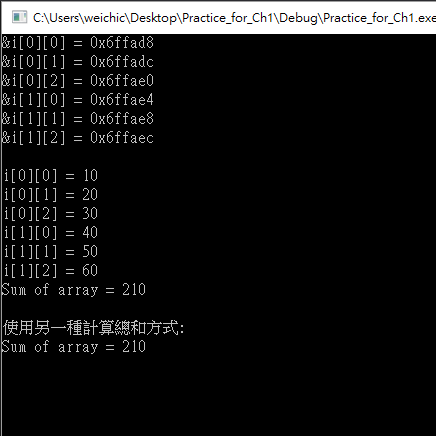 C:\Users\weichic\Desktop\Practice_for_Ch1\Debug\Practice_for_Ch1.exe
&i[0][0] = 0x6ffad8
&i[0][1] = 0x6ffadc
&i[0][2] = 0x6ffae0
&i[1][0] = 0x6ffae4
&i[1][1] = 0x6ffae8
&i[1][2] = 0x6ffaec
i[0][0] = 10
i[0][1] = 20
i[0][2] = 30
i[1][0] = 40
i[1][1] = 50
i[1][2] = 60
Sum of array = 210
使用另一種計算總和方式:
Sum of array = 210